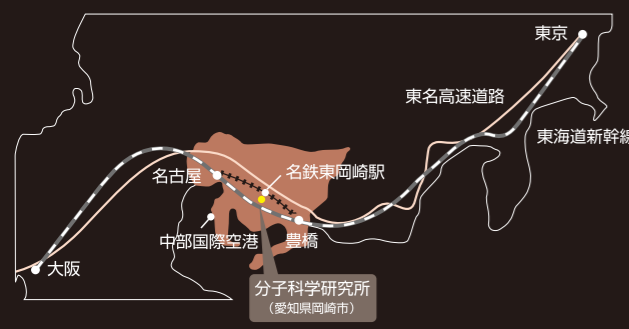 東京
東名高速道路
東海道新幹線
名古屋
名鉄東岡崎駅
中部国際空港
豊橋
大阪
分子科学研究所
（愛知県岡崎市）